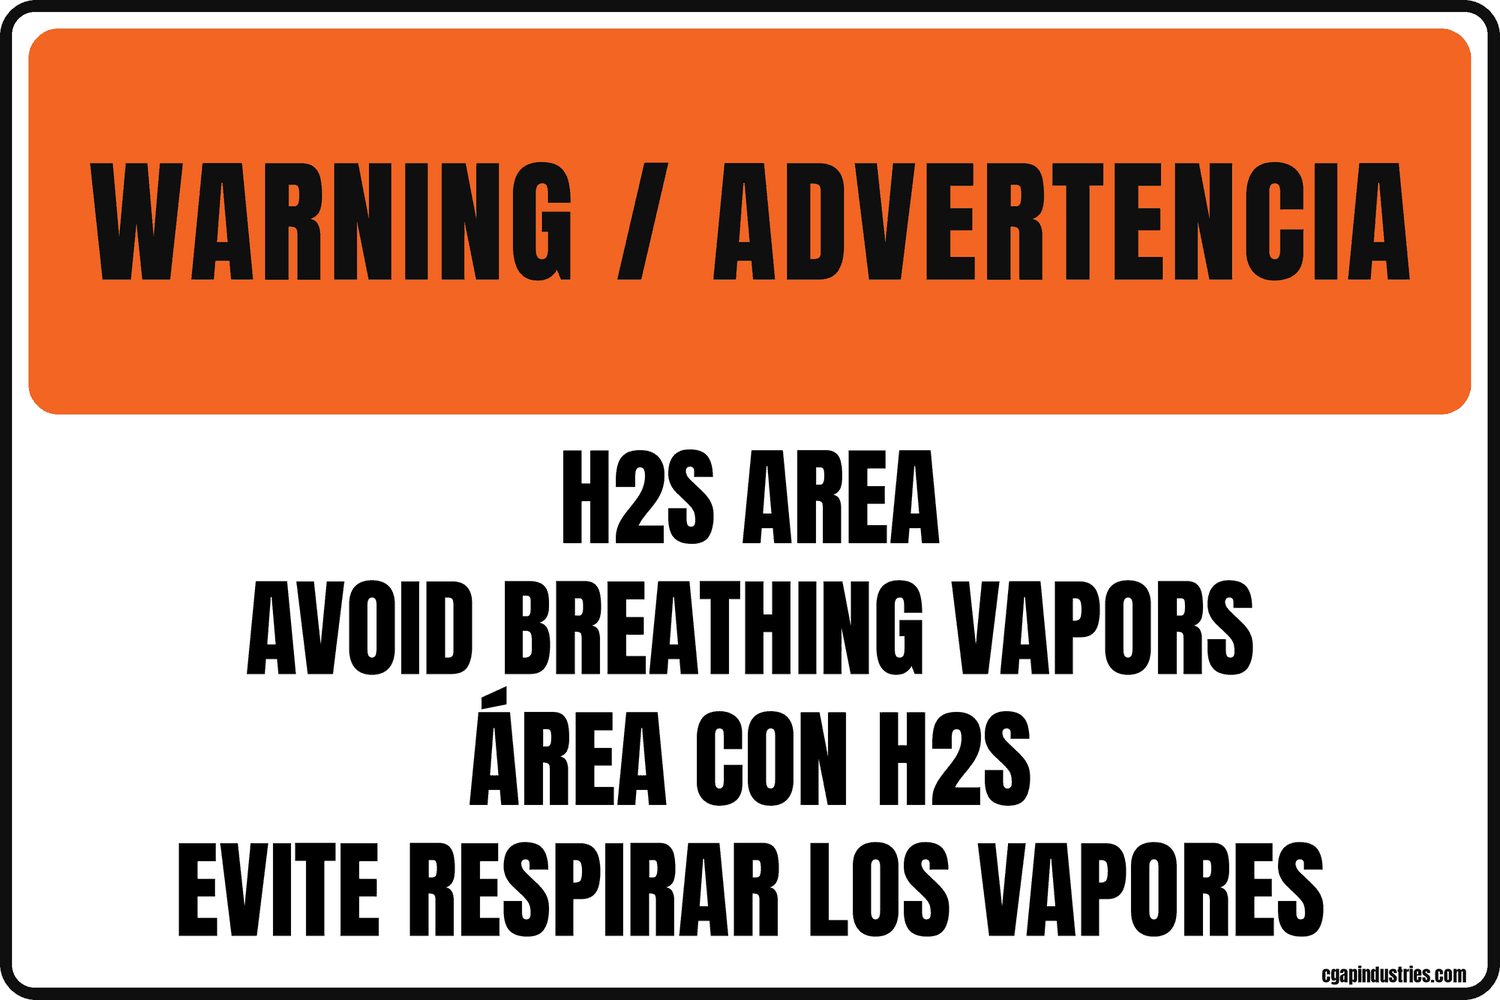 WARNING / ADVERTENCIA
H2S AREA
AVOID BREATHING VAPORS
ÁREA CON H2S
EVITE RESPIRAR LOS VAPORES
cgapindustries.com